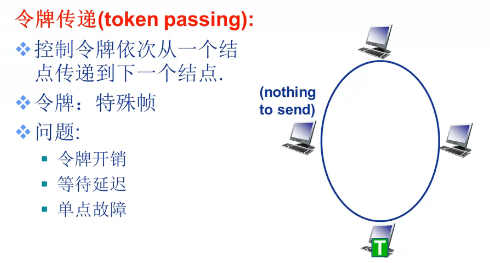 令牌传递(token passing):
控制令牌依次从一个结
点传递到下一个结点.
令牌：特殊帧
问题:
令牌开销
等待延迟
单点故障
(nothing
to send)
T